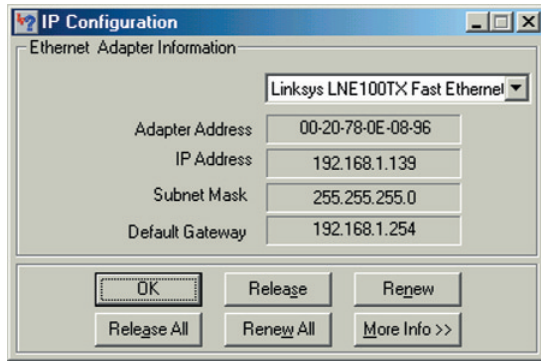 IP Configuration
Ethernet Adapter Information
Linksys LNE100TX Fast Ethernet
Adapter Address 00-20-78-0E-08-96
IP Address 192.168.1.139
Subnet Mask 255.255.255.0
Default Gateway 192.168.1.254
OK Release Renew
Release All Renew All More Info >>